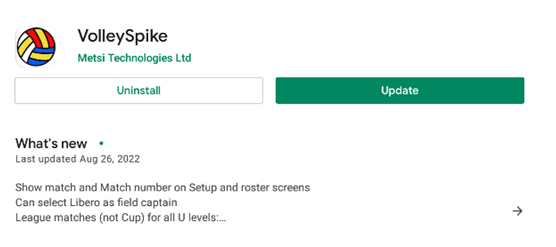 VolleySpike
Metsi Technologies Ltd
Uninstall
Update
What's new
Last updated Aug 26, 2022
Show match and Match number on Setup and roster screens
Can select Libero as field captain
League matches (not Cup) for all U levels:...